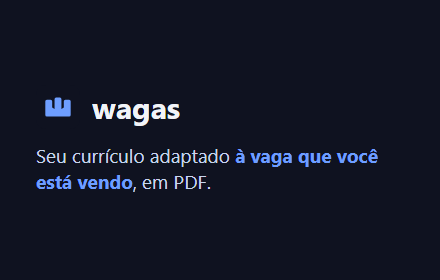 wagas
Seu currículo adaptado à vaga que você
está vendo, em PDF.